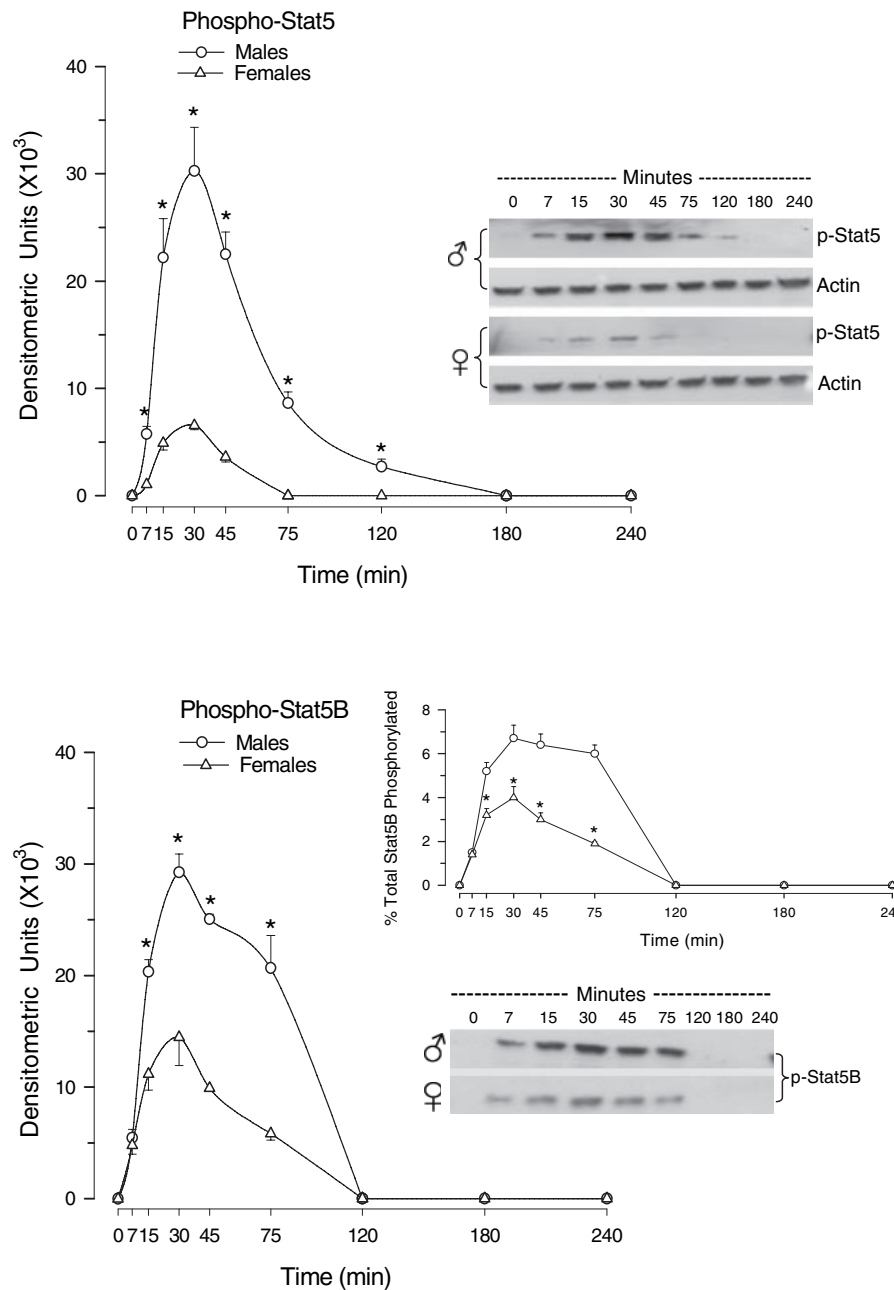 Phospho-Stat5
Males
Females
Densitometric Units (X10³)
40
30
20
10
0
* * * * * *
0 7 15 30 45 75 120 180 240
Time (min)
Minutes
0 7 15 30 45 75 120 180 240
♂
p-Stat5
Actin
♀
p-Stat5
Actin
Phospho-Stat5B
Males
Females
Densitometric Units (X10³)
40
30
20
10
0
* * * *
0 7 15 30 45 75 120 180 240
Time (min)
% Total Stat5B Phosphorylated
8
6
4
2
0
* * * *
0 7 15 30 45 75 120 180 24
Time (min)
Minutes
0 7 15 30 45 75 120 180 240
♂
♀
p-Stat5B